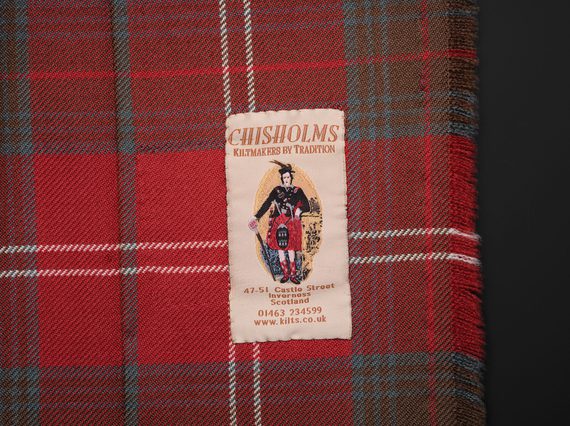 CHISHOLMS
KILTMAKERS BY TRADITION
47-51 Castle Street
Inverness
Scotland
01463 234599
www.kilts.co.uk